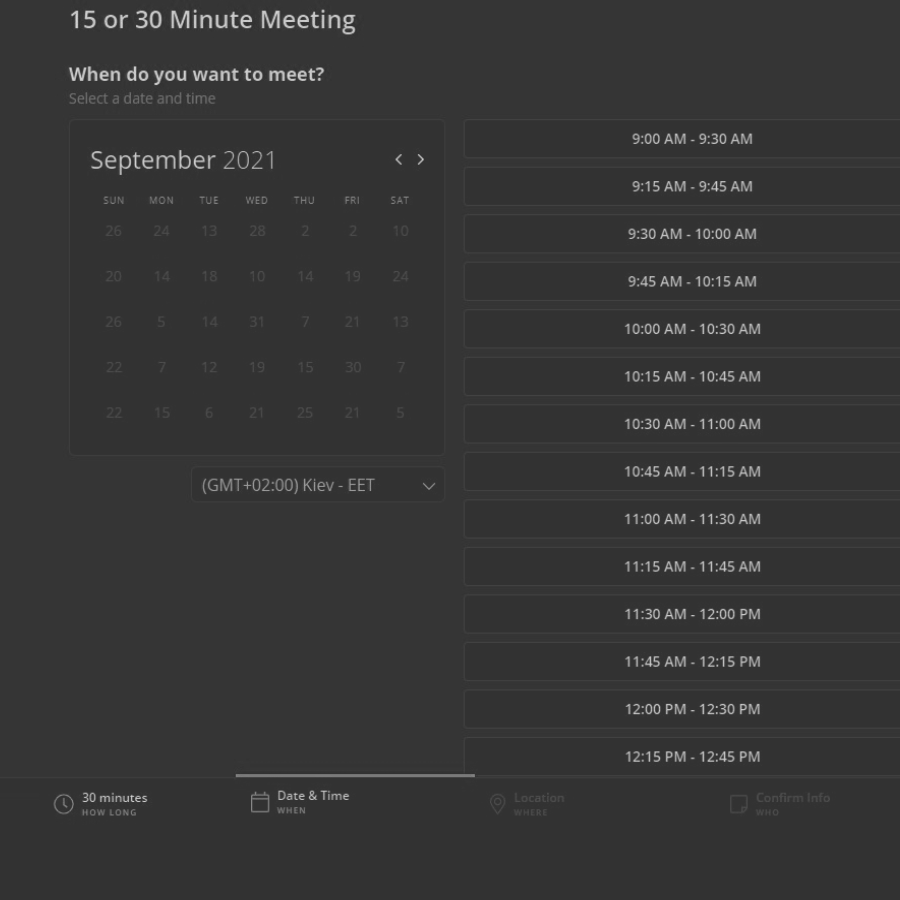 15 or 30 Minute Meeting
When do you want to meet?
Select a date and time
September 2021
SUN MON TUE WED THU FRI SAT
26 24 13 28 2 2 10
20 14 18 10 14 19 24
26 5 14 31 7 21 13
22 7 12 19 15 30 7
22 15 6 21 25 21 5
(GMT+02:00) Kiev - EET
9:00 AM - 9:30 AM
9:15 AM - 9:45 AM
9:30 AM - 10:00 AM
9:45 AM - 10:15 AM
10:00 AM - 10:30 AM
10:15 AM - 10:45 AM
10:30 AM - 11:00 AM
10:45 AM - 11:15 AM
11:00 AM - 11:30 AM
11:15 AM - 11:45 AM
11:30 AM - 12:00 PM
11:45 AM - 12:15 PM
12:00 PM - 12:30 PM
12:15 PM - 12:45 PM
30 minutes
HOW LONG
Date & Time
WHEN
Location
WHERE
Confirm Info
WHO